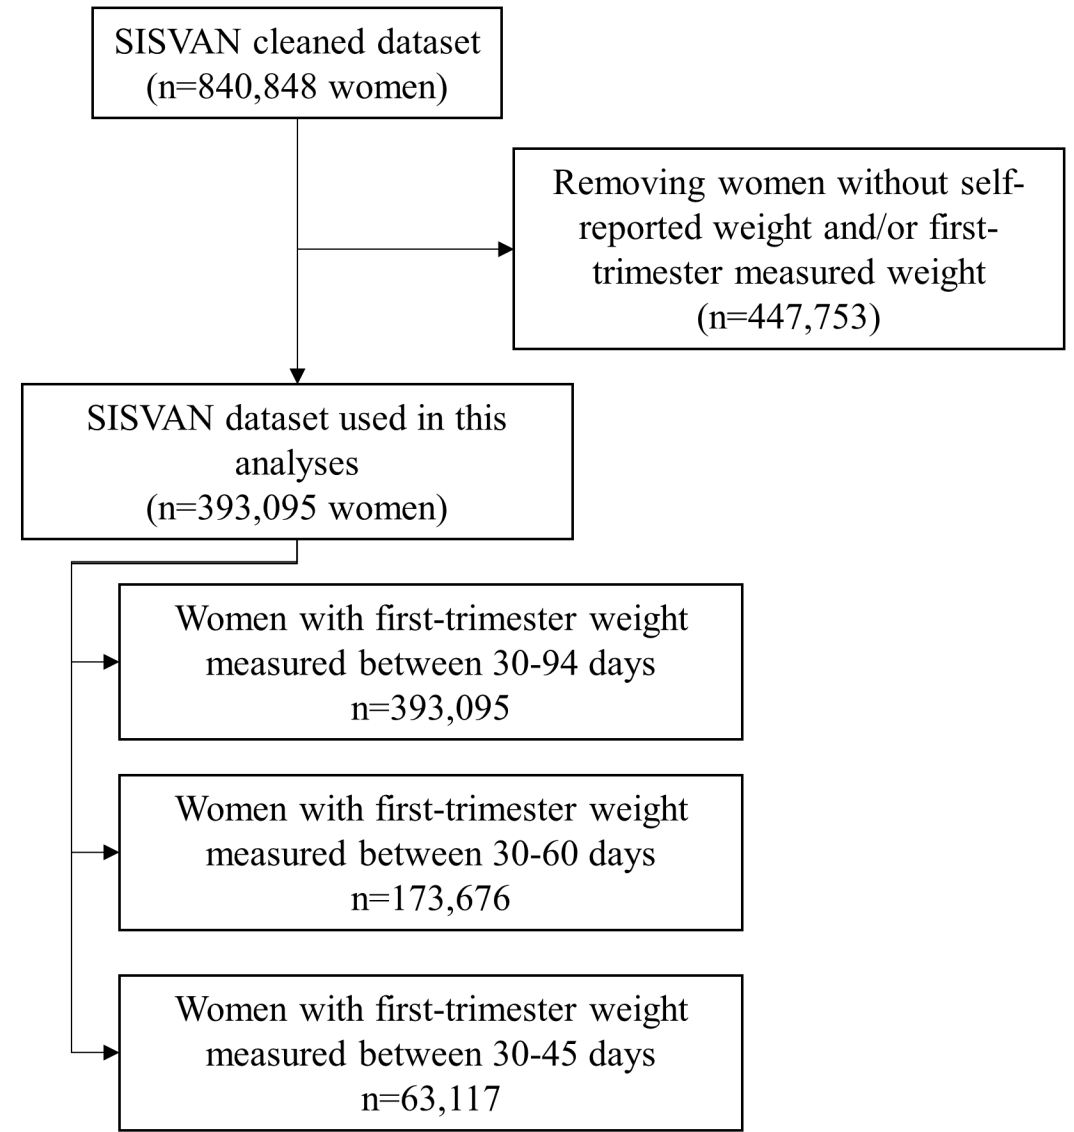 SISVAN cleaned dataset
(n=840,848 women)
Removing women without self-
reported weight and/or first-
trimester measured weight
(n=447,753)
SISVAN dataset used in this
analyses
(n=393,095 women)
Women with first-trimester weight
measured between 30-94 days
n=393,095
Women with first-trimester weight
measured between 30-60 days
n=173,676
Women with first-trimester weight
measured between 30-45 days
n=63,117